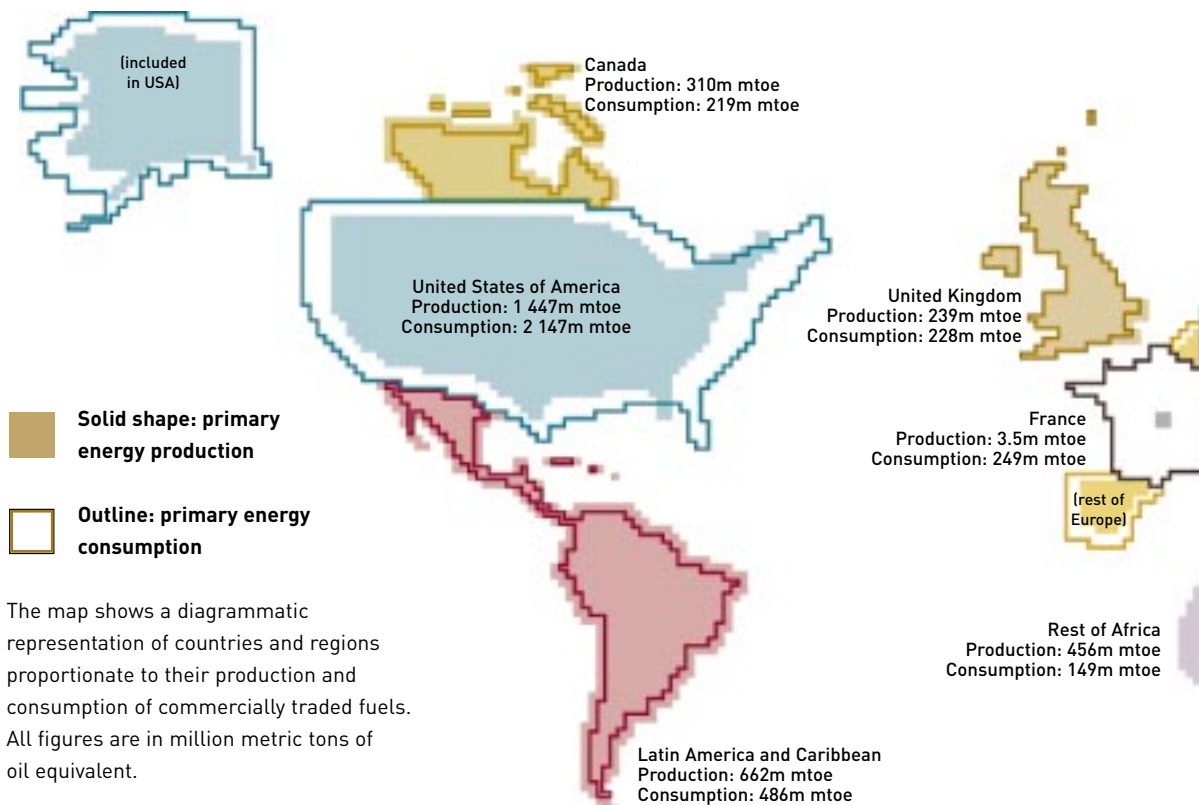 (included
in USA)
Canada
Production: 310m mtoe
Consumption: 219m mtoe
United States of America
Production: 1 447m mtoe
Consumption: 2 147m mtoe
United Kingdom
Production: 239m mtoe
Consumption: 228m mtoe
Solid shape: primary
energy production
France
Production: 3.5m mtoe
Consumption: 249m mtoe
(rest of
Europe)
Outline: primary energy
consumption
The map shows a diagrammatic
representation of countries and regions
proportionate to their production and
consumption of commercially traded fuels.
All figures are in million metric tons of
oil equivalent.
Rest of Africa
Production: 456m mtoe
Consumption: 149m mtoe
Latin America and Caribbean
Production: 662m mtoe
Consumption: 486m mtoe